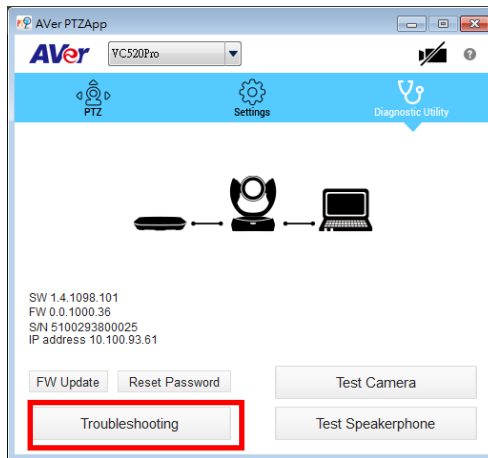 AVer PTZApp
AVer VC520Pro
PTZ Settings Diagnostic Utility
SW 1.4.1098.101
FW 0.0.1000.36
S/N 5100293800025
IP address 10.100.93.61
FW Update Reset Password Test Camera
Troubleshooting Test Speakerphone